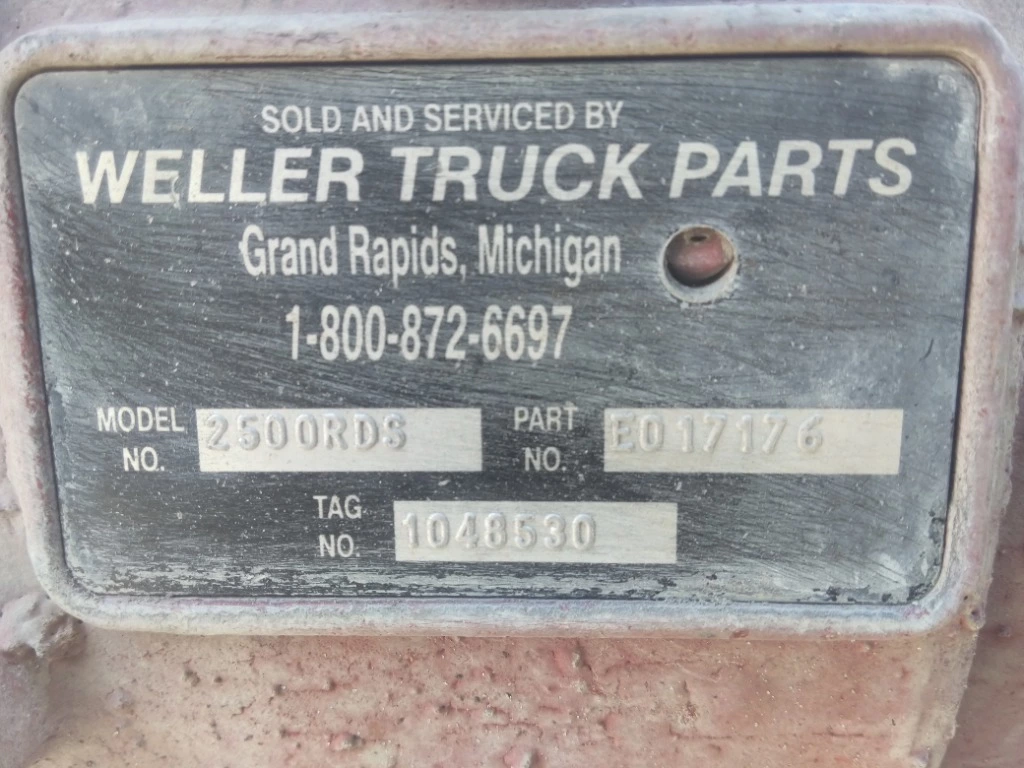 SOLD AND SERVICED BY
WELLER TRUCK PARTS
Grand Rapids, Michigan
1-800-872-6697
MODEL NO. 2500RDS PART NO. E017176
TAG NO. 1048530